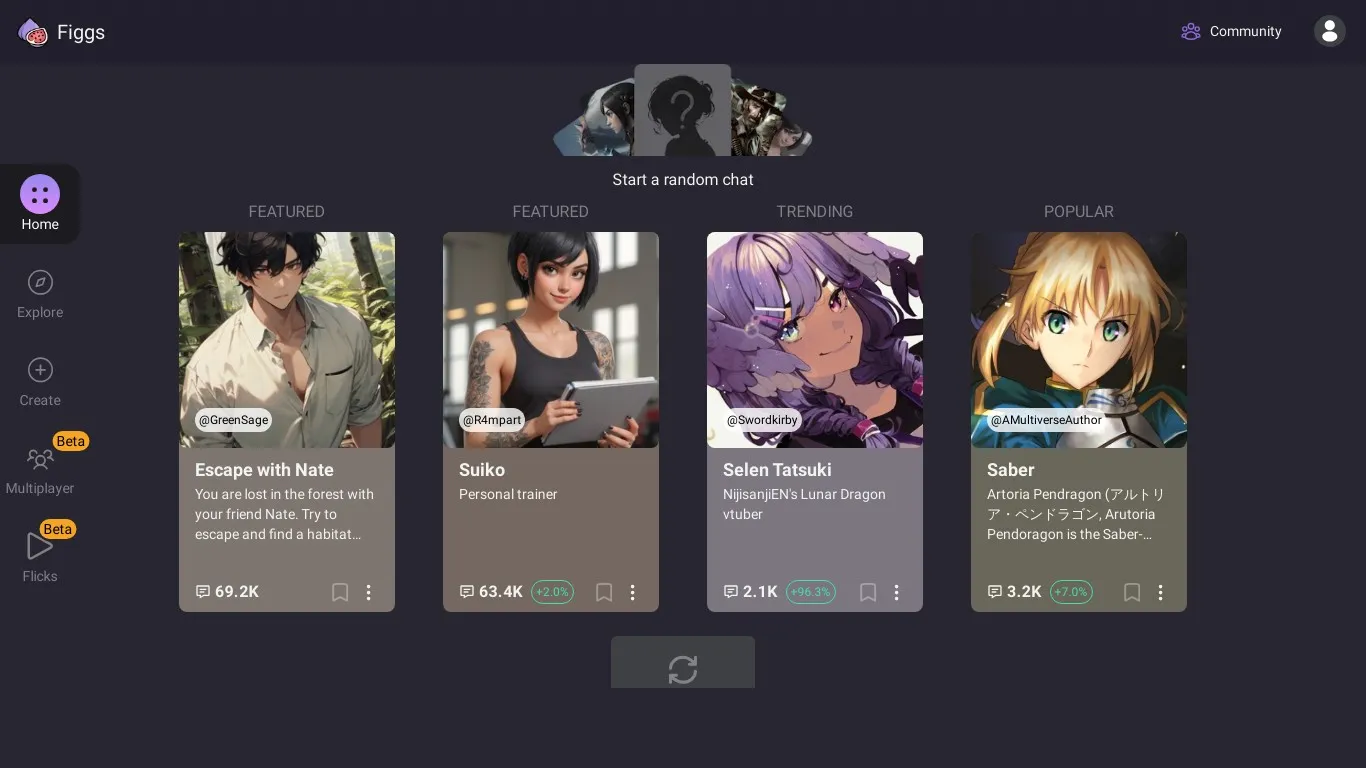 Figgs
Community
?
Start a random chat
Home
Explore
Create
Beta
Multiplayer
Beta
Flicks
FEATURED
@GreenSage
Escape with Nate
You are lost in the forest with
your friend Nate. Try to
escape and find a habitat...
69.2K
FEATURED
@R4mpart
Suiko
Personal trainer
63.4K +2.0%
TRENDING
@Swordkirby
Selen Tatsuki
NijisanjiEN's Lunar Dragon
vtuber
2.1K +96.3%
POPULAR
@AMultiverseAuthor
Saber
Artoria Pendragon (アルトリ
ア・ペンドラゴン, Arutoria
Pendoragon is the Saber-...
3.2K +7.0%